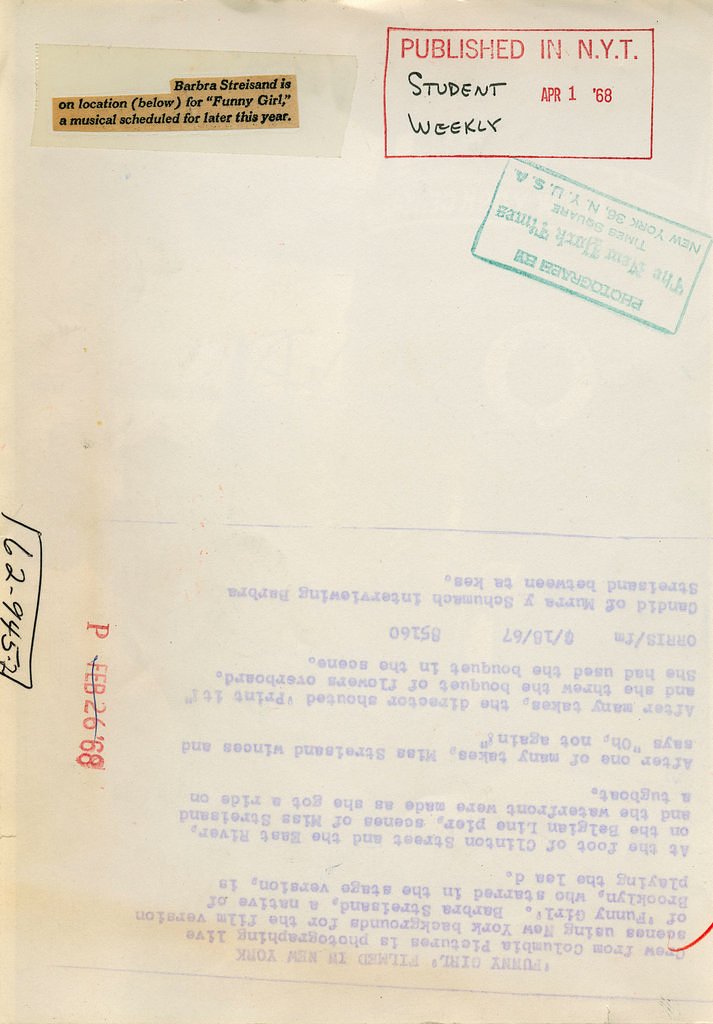 Barbra Streisand is
on location (below) for "Funny Girl,"
a musical scheduled for later this year.
PUBLISHED IN N.Y.T.
STUDENT
WEEKLY
APR 1 '68
PHOTOGRAPH BY
The New York Times
TIMES SQUARE
NEW YORK 36, N. Y. U. S. A.
162-945-2
P FEB 26 '68
'FUNNY GIRL' FILMED IN NEW YORK
Crew from Columbia Pictures is photographing live
scenes using New York backgrounds for the film version
of 'Funny Girl'. Barbra Streisand, a native of
Brooklyn, who starred in the stage version, is
playing the lea d.
At the foot of Clinton Street and the East River,
on the Belgian Line pier, scenes of Miss Streisand
and the waterfront were made as she got a ride on
a tugboat.
After one of many takes, Miss Streisand winces and
says "Oh, not again!"
After many takes, the director shouted 'Print it!"
and she threw the bouquet of flowers overboard.
She had used the bouquet in the scene.
ORRIS/fm /18/67 85160
Candid of Murra y Schumach interviewing Barbra
Streisand between ta kes.